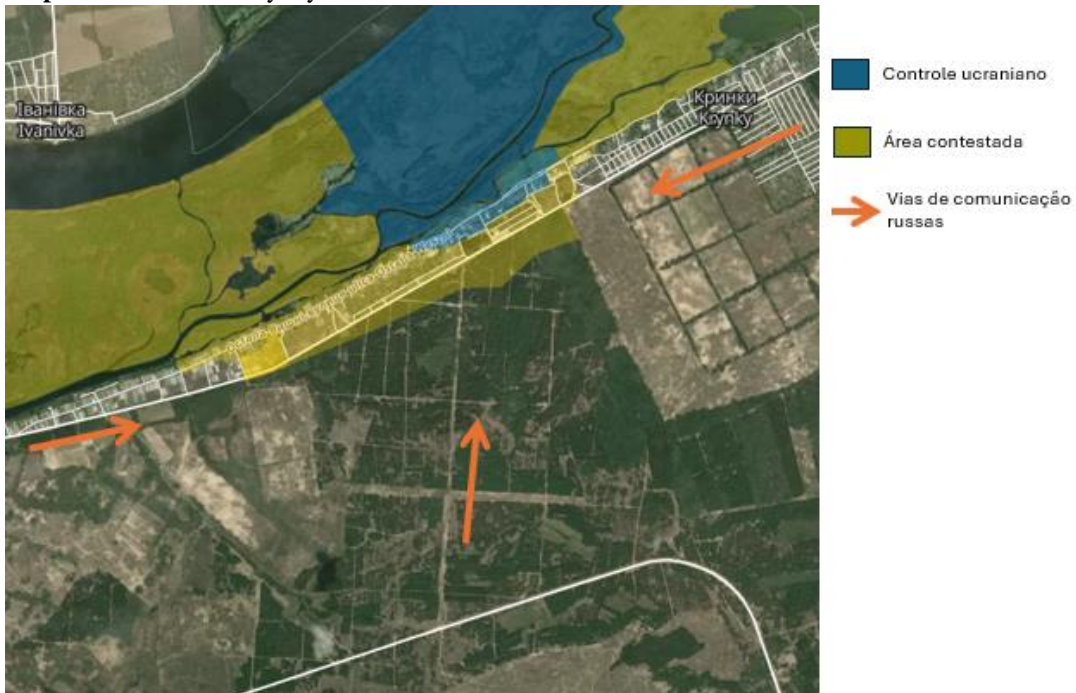 Іванівка
Ivanivka
Кринки
Krynky
Controle ucraniano
Área contestada
Vias de comunicação
russas